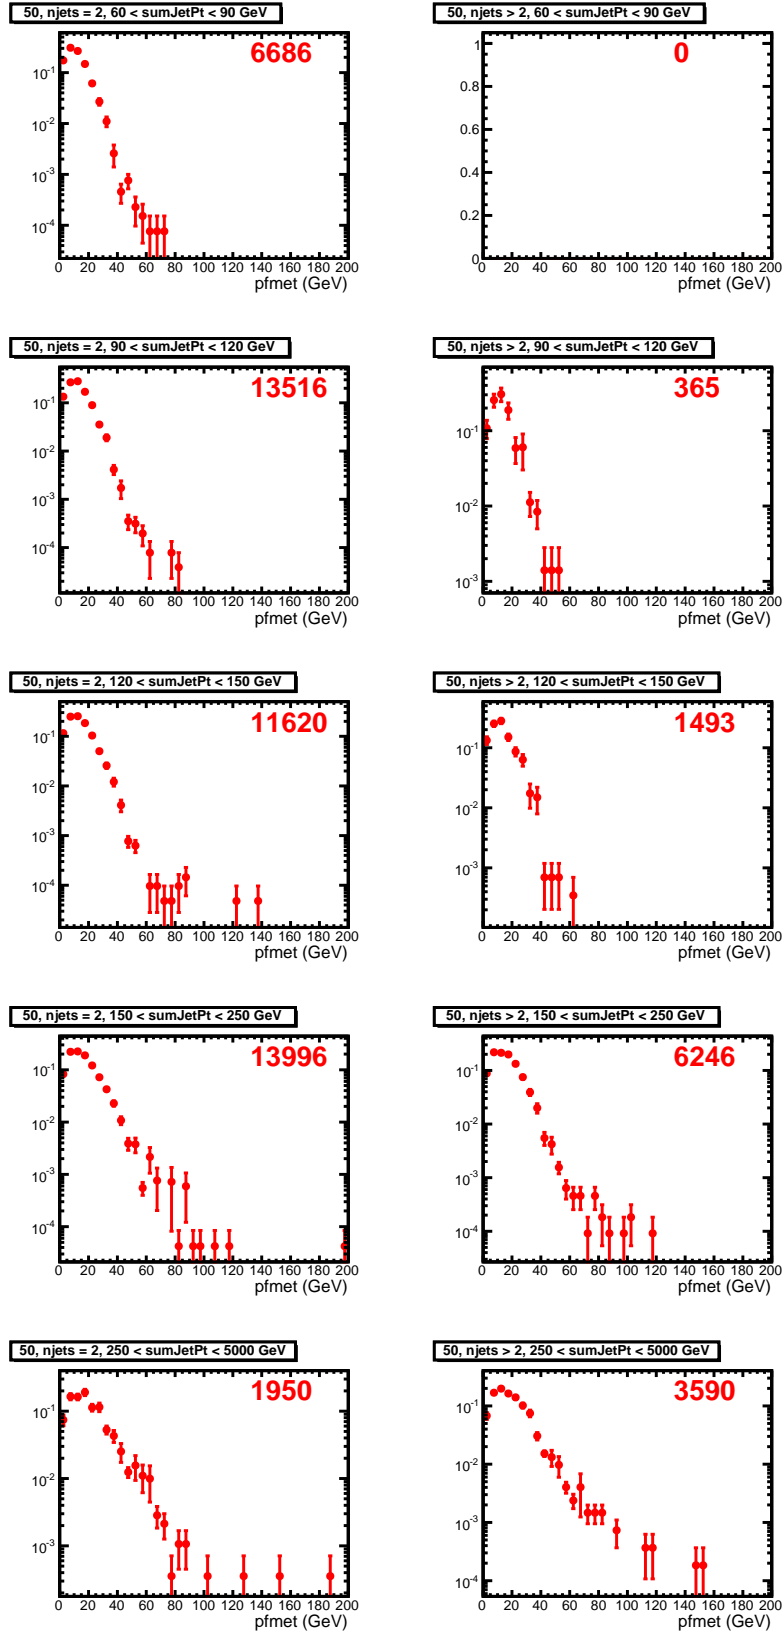 50, njets = 2, 60 < sumJetPt < 90 GeV
6686
10^-1
10^-2
10^-3
10^-4
0 20 40 60 80 100 120 140 160 180 200
pfmet (GeV)
50, njets > 2, 60 < sumJetPt < 90 GeV
0
1
0.8
0.6
0.4
0.2
0
0 20 40 60 80 100 120 140 160 180 200
pfmet (GeV)
50, njets = 2, 90 < sumJetPt < 120 GeV
13516
10^-1
10^-2
10^-3
10^-4
0 20 40 60 80 100 120 140 160 180 200
pfmet (GeV)
50, njets > 2, 90 < sumJetPt < 120 GeV
365
10^-1
10^-2
10^-3
0 20 40 60 80 100 120 140 160 180 200
pfmet (GeV)
50, njets = 2, 120 < sumJetPt < 150 GeV
11620
10^-1
10^-2
10^-3
10^-4
0 20 40 60 80 100 120 140 160 180 200
pfmet (GeV)
50, njets > 2, 120 < sumJetPt < 150 GeV
1493
10^-1
10^-2
10^-3
0 20 40 60 80 100 120 140 160 180 200
pfmet (GeV)
50, njets = 2, 150 < sumJetPt < 250 GeV
13996
10^-1
10^-2
10^-3
10^-4
0 20 40 60 80 100 120 140 160 180 200
pfmet (GeV)
50, njets > 2, 150 < sumJetPt < 250 GeV
6246
10^-1
10^-2
10^-3
10^-4
0 20 40 60 80 100 120 140 160 180 200
pfmet (GeV)
50, njets = 2, 250 < sumJetPt < 5000 GeV
1950
10^-1
10^-2
10^-3
0 20 40 60 80 100 120 140 160 180 200
pfmet (GeV)
50, njets > 2, 250 < sumJetPt < 5000 GeV
3590
10^-1
10^-2
10^-3
10^-4
0 20 40 60 80 100 120 140 160 180 200
pfmet (GeV)